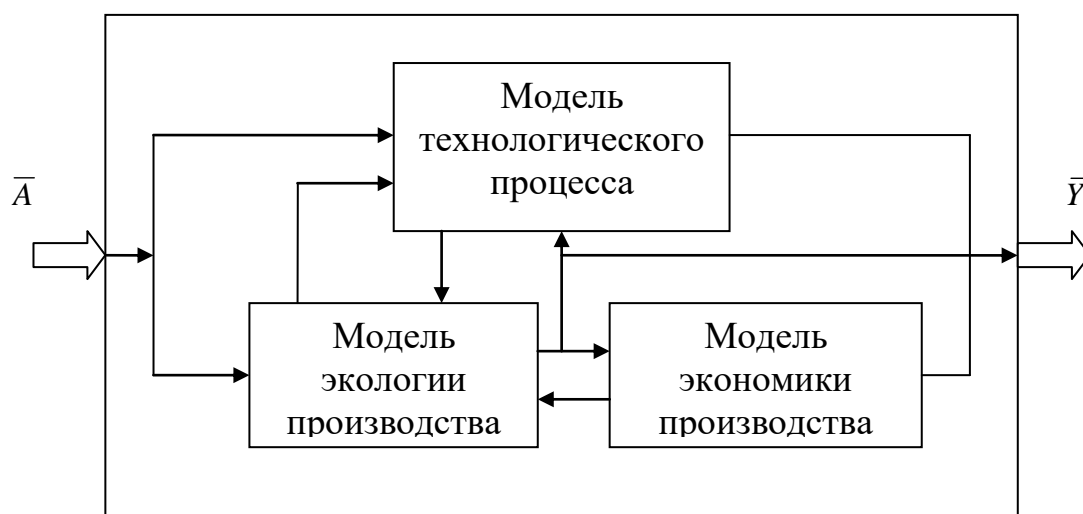 Модель
технологического
процесса
A̅
Y̅
Модель
экологии
производства
Модель
экономики
производства